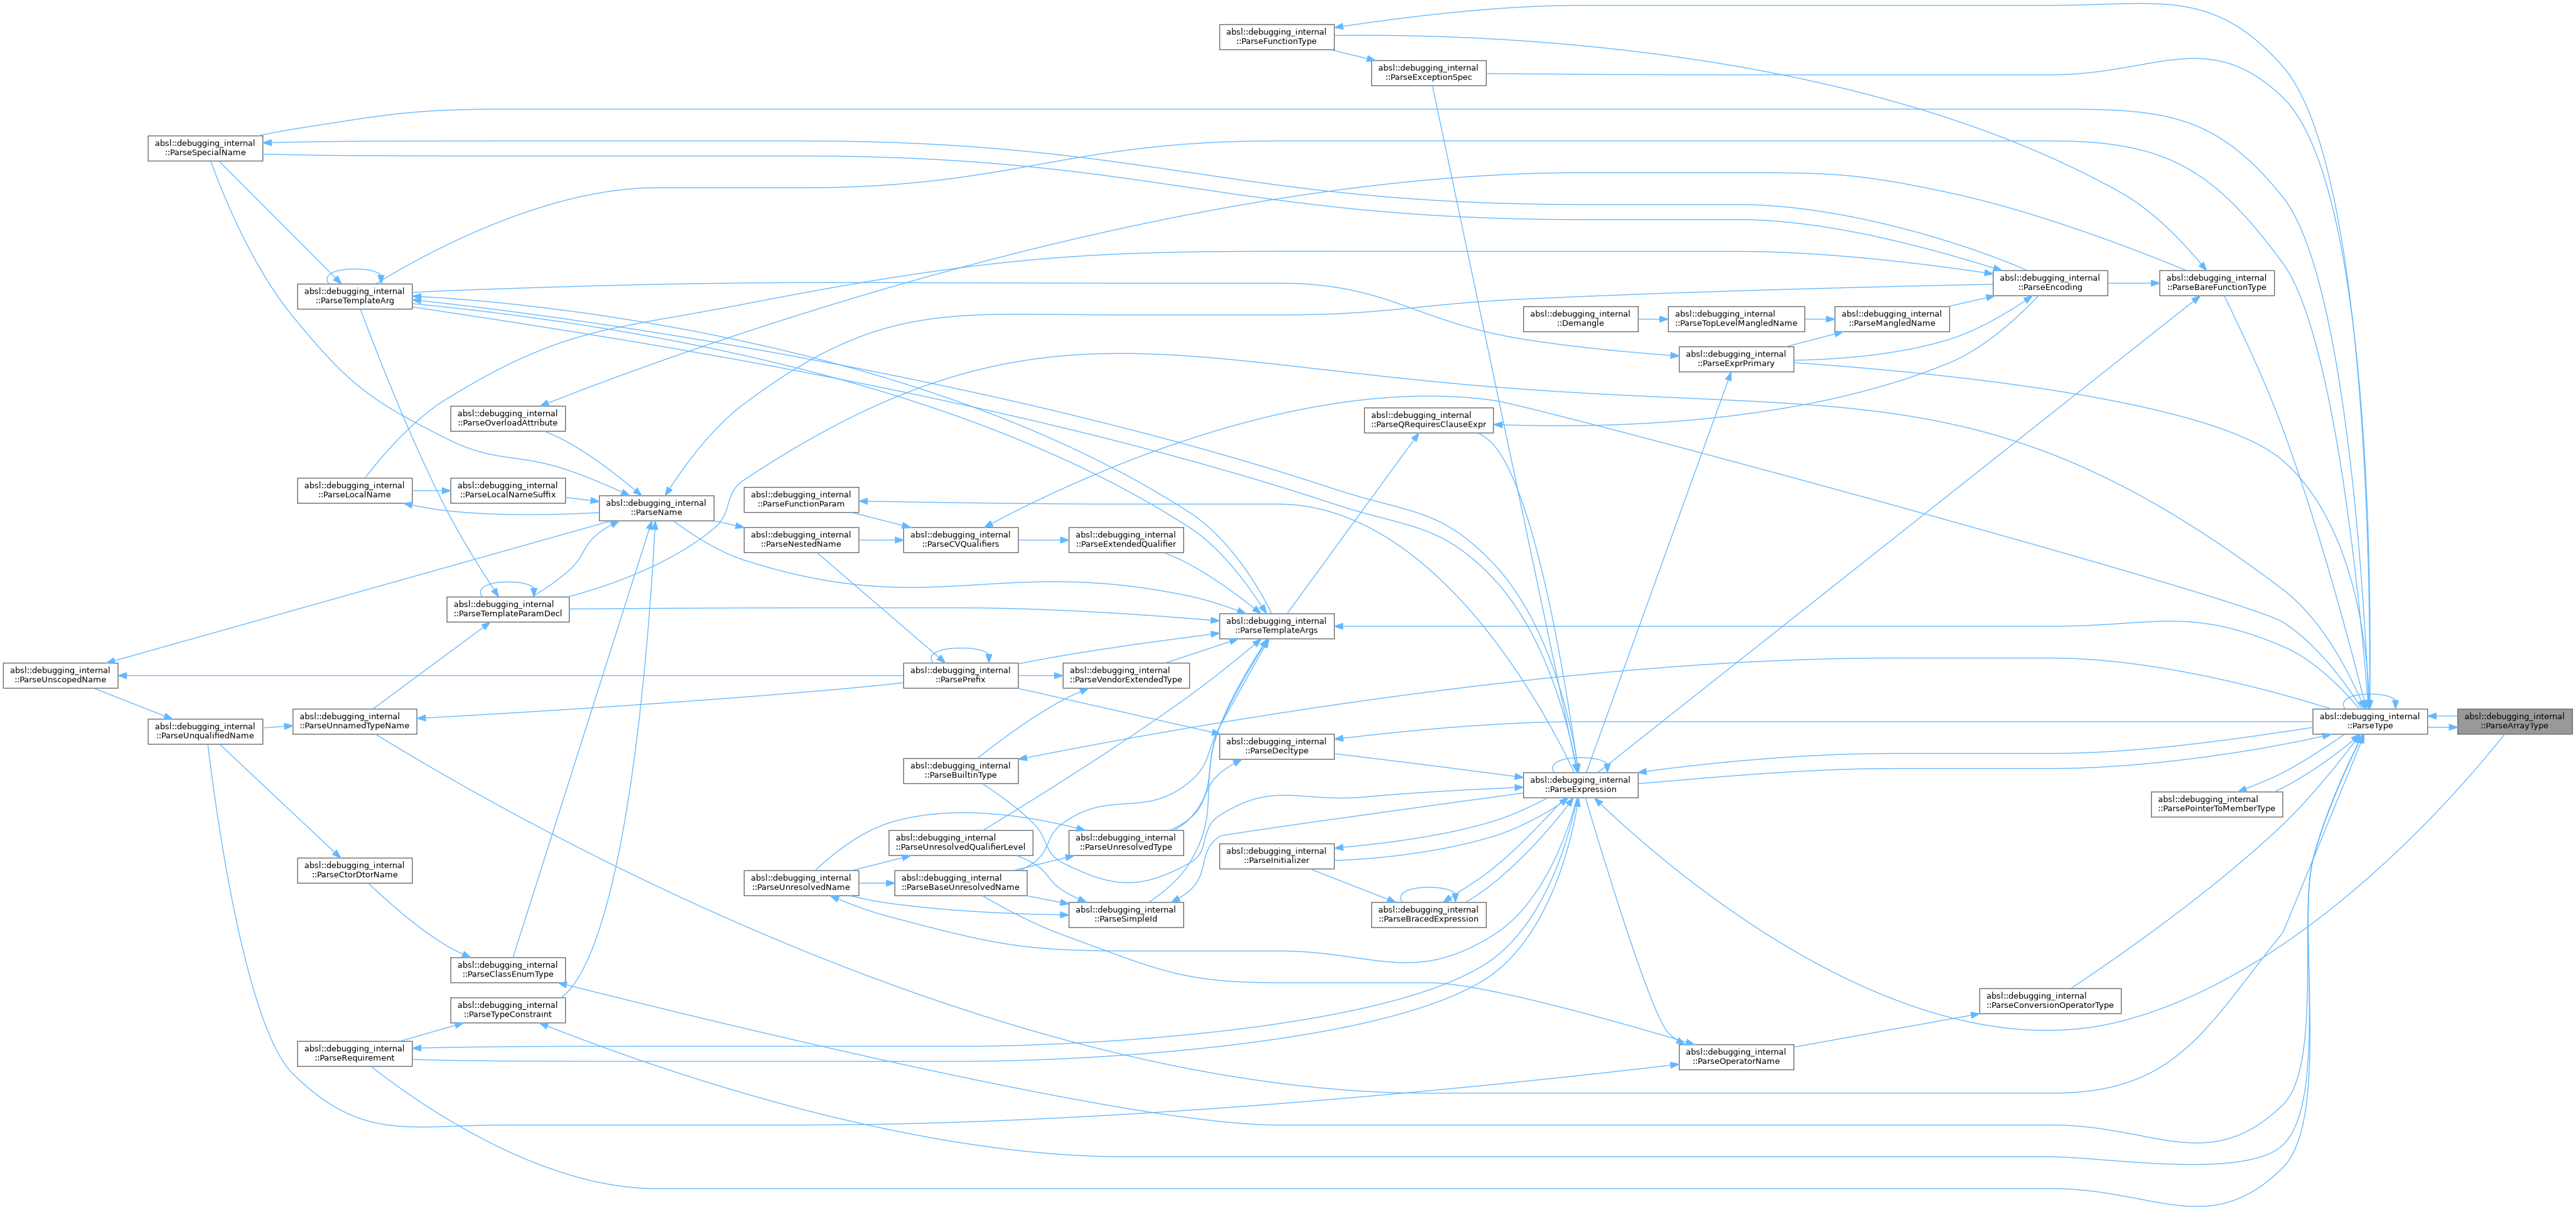 absl::debugging_internal
::ParseFunctionType
absl::debugging_internal
::ParseExceptionSpec
absl::debugging_internal
::ParseSpecialName
absl::debugging_internal
::ParseTemplateArg
absl::debugging_internal
::ParseEncoding
absl::debugging_internal
::ParseBareFunctionType
absl::debugging_internal
::Demangle
absl::debugging_internal
::ParseTopLevelMangledName
absl::debugging_internal
::ParseMangledName
absl::debugging_internal
::ParseExprPrimary
absl::debugging_internal
::ParseOverloadAttribute
absl::debugging_internal
::ParseQRequiresClauseExpr
absl::debugging_internal
::ParseLocalName
absl::debugging_internal
::ParseLocalNameSuffix
absl::debugging_internal
::ParseName
absl::debugging_internal
::ParseFunctionParam
absl::debugging_internal
::ParseNestedName
absl::debugging_internal
::ParseCVQualifiers
absl::debugging_internal
::ParseExtendedQualifier
absl::debugging_internal
::ParseTemplateParamDecl
absl::debugging_internal
::ParseTemplateArgs
absl::debugging_internal
::ParseUnscopedName
absl::debugging_internal
::ParsePrefix
absl::debugging_internal
::ParseVendorExtendedType
absl::debugging_internal
::ParseUnqualifiedName
absl::debugging_internal
::ParseUnnamedTypeName
absl::debugging_internal
::ParseType
absl::debugging_internal
::ParseArrayType
absl::debugging_internal
::ParseDecltype
absl::debugging_internal
::ParseBuiltinType
absl::debugging_internal
::ParseExpression
absl::debugging_internal
::ParsePointerToMemberType
absl::debugging_internal
::ParseUnresolvedQualifierLevel
absl::debugging_internal
::ParseUnresolvedType
absl::debugging_internal
::ParseInitializer
absl::debugging_internal
::ParseCtorDtorName
absl::debugging_internal
::ParseUnresolvedName
absl::debugging_internal
::ParseBaseUnresolvedName
absl::debugging_internal
::ParseSimpleId
absl::debugging_internal
::ParseBracedExpression
absl::debugging_internal
::ParseClassEnumType
absl::debugging_internal
::ParseTypeConstraint
absl::debugging_internal
::ParseConversionOperatorType
absl::debugging_internal
::ParseRequirement
absl::debugging_internal
::ParseOperatorName